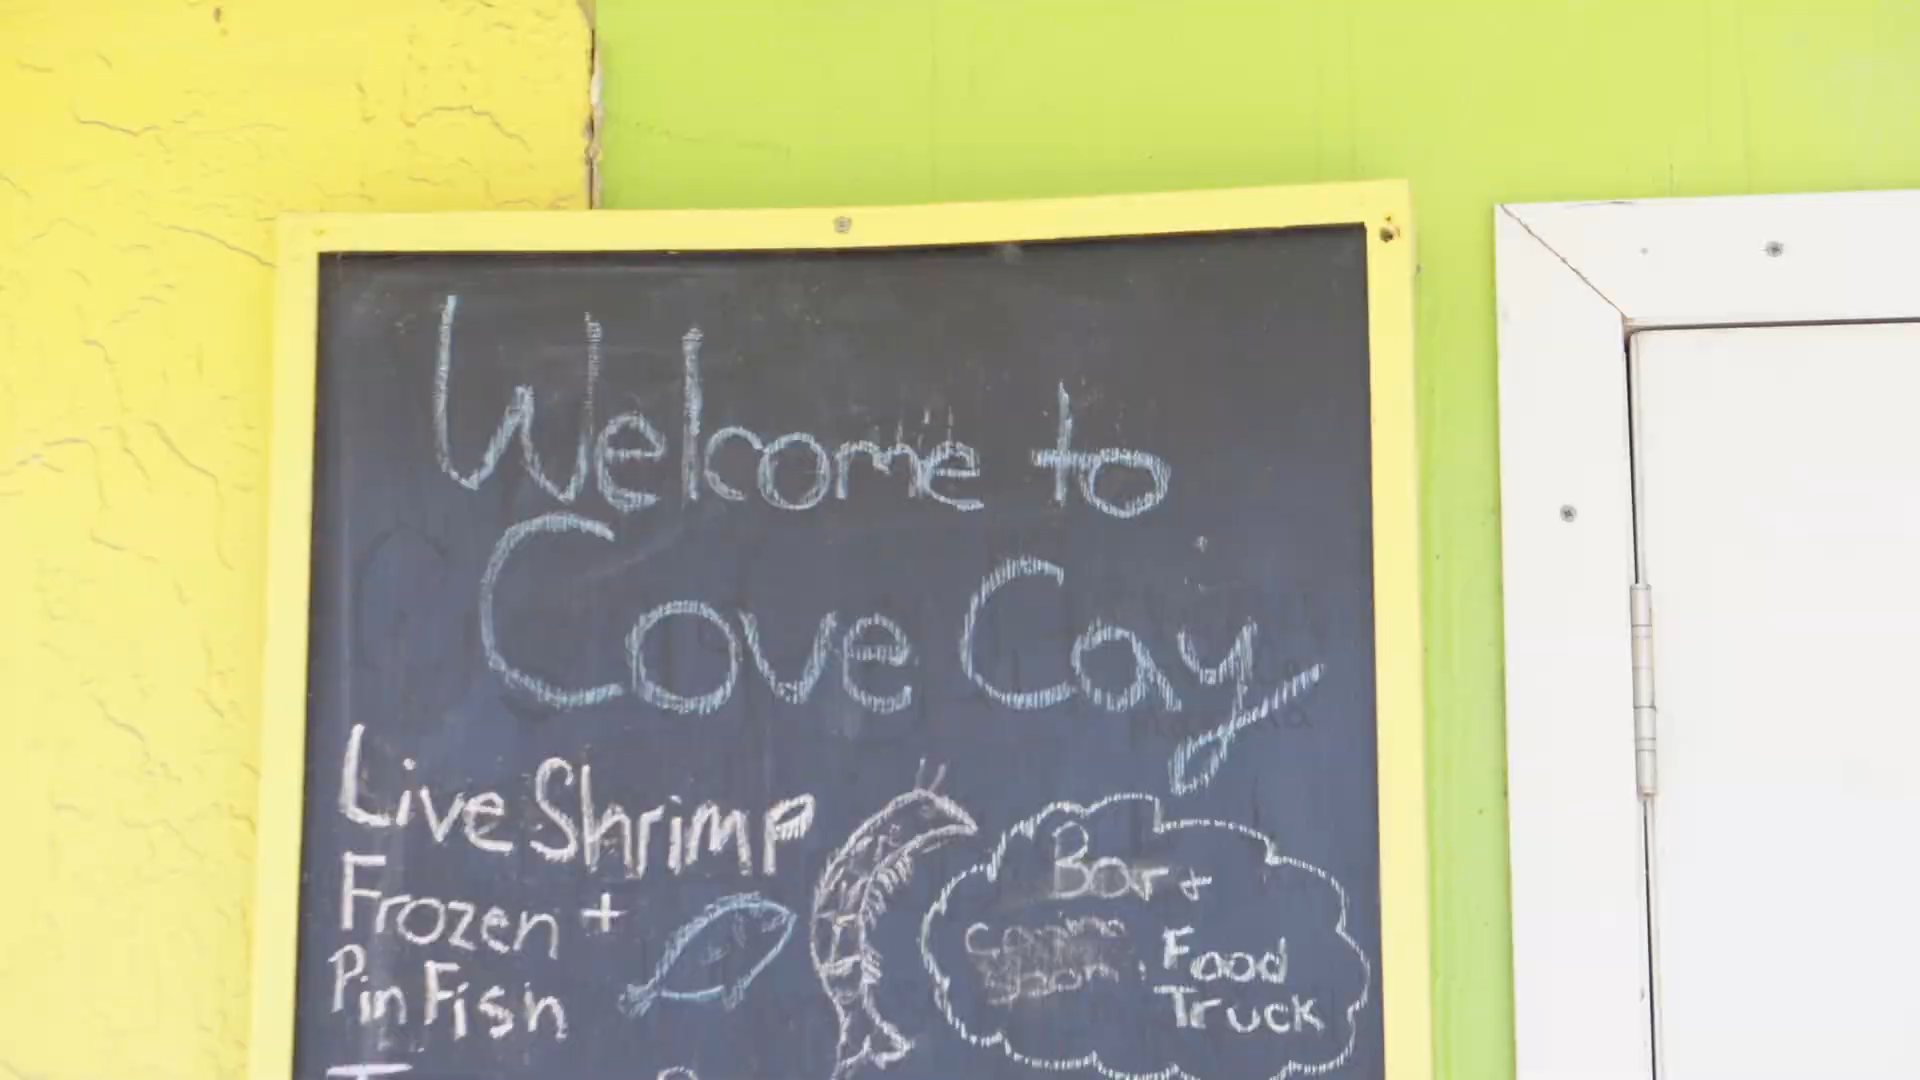 Welcome to
Cove Cay
Live Shrimp
Frozen +
Pin Fish
Bar +
Food
Truck